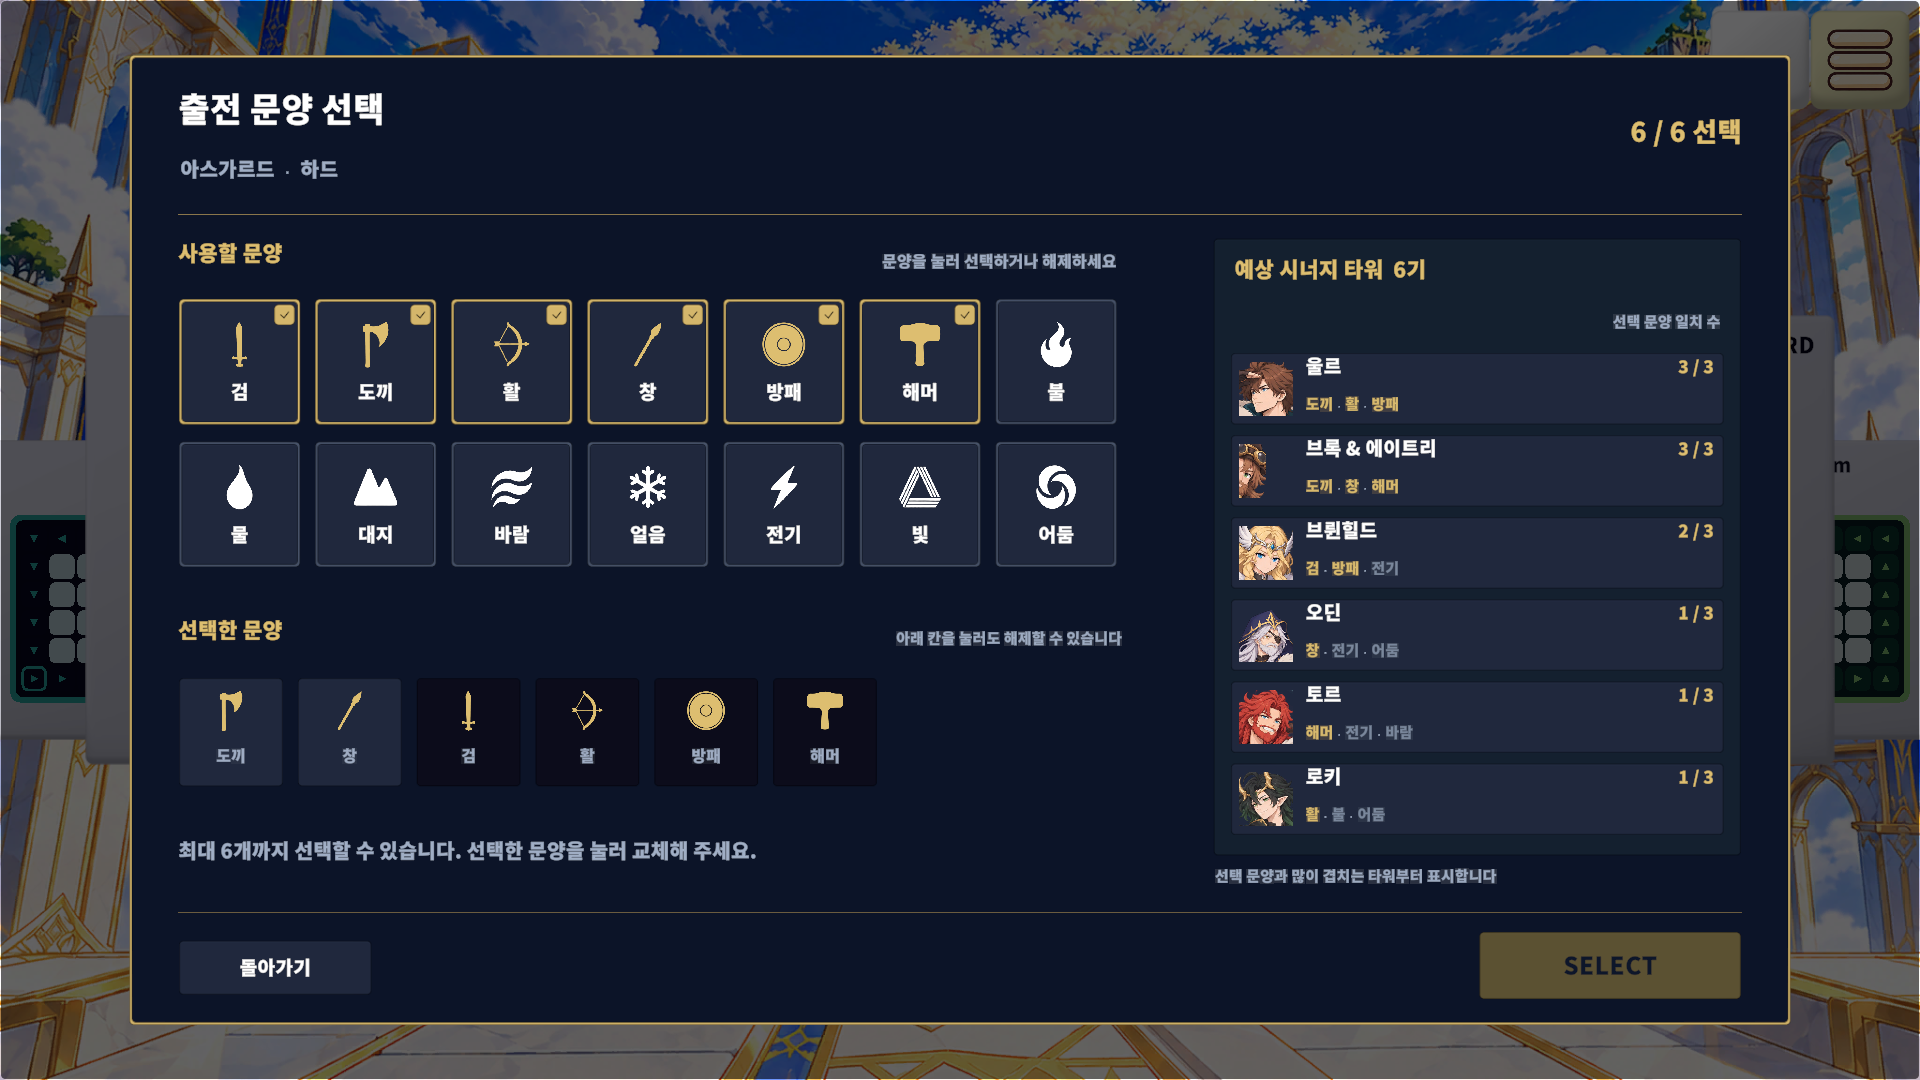 출전 문양 선택
아스가르드 · 하드
6 / 6 선택
사용할 문양
문양을 눌러 선택하거나 해제하세요
검
도끼
활
창
방패
해머
불
물
대지
바람
얼음
전기
빛
어둠
선택한 문양
아래 칸을 눌러도 해제할 수 있습니다
도끼
창
검
활
방패
해머
최대 6개까지 선택할 수 있습니다. 선택한 문양을 눌러 교체해 주세요.
예상 시너지 타워 6기
선택 문양 일치 수
울르
3 / 3
도끼 · 활 · 방패
브록 & 에이트리
3 / 3
도끼 · 창 · 해머
브륀힐드
2 / 3
검 · 방패 · 전기
오딘
1 / 3
창 · 전기 · 어둠
토르
1 / 3
해머 · 전기 · 바람
로키
1 / 3
활 · 불 · 어둠
선택 문양과 많이 겹치는 타워부터 표시합니다
돌아가기
SELECT
RD
m